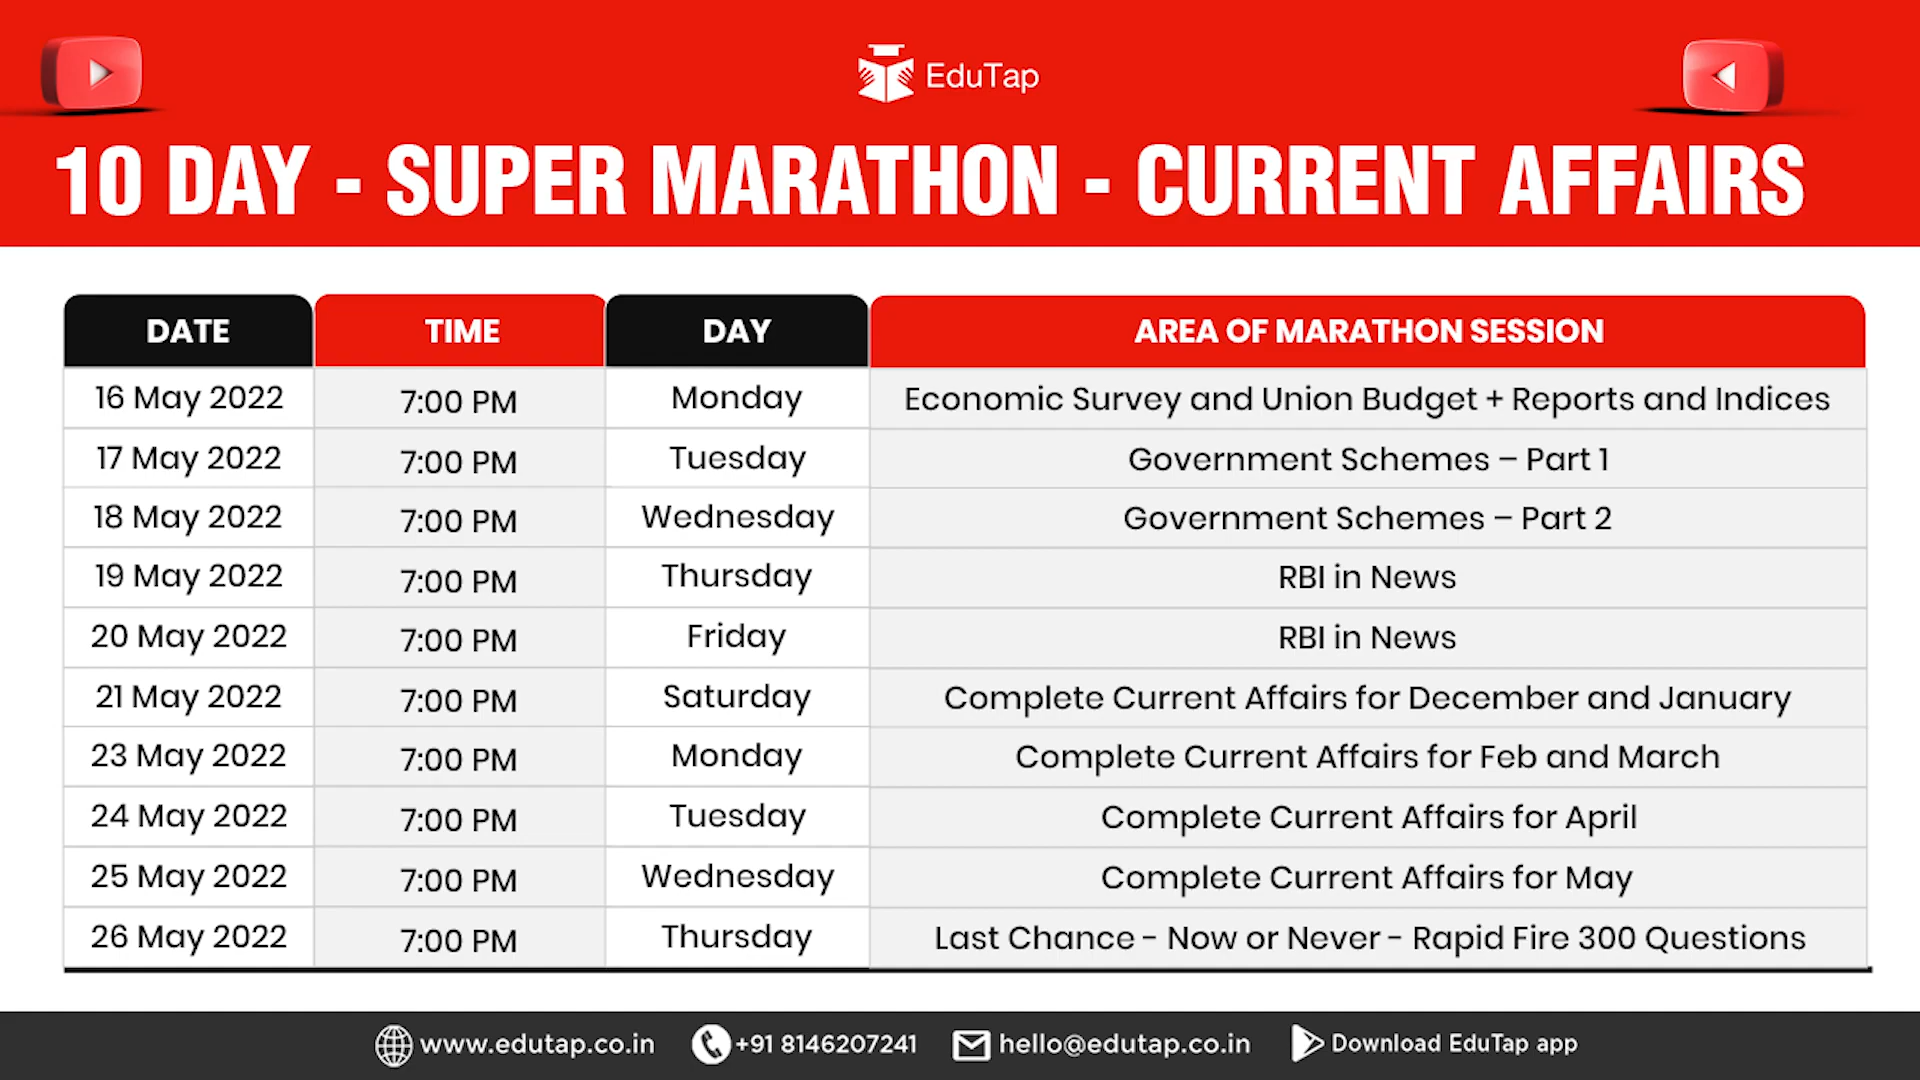 EduTap
10 DAY - SUPER MARATHON - CURRENT AFFAIRS
DATE TIME DAY AREA OF MARATHON SESSION
16 May 2022 7:00 PM Monday Economic Survey and Union Budget + Reports and Indices
17 May 2022 7:00 PM Tuesday Government Schemes – Part 1
18 May 2022 7:00 PM Wednesday Government Schemes – Part 2
19 May 2022 7:00 PM Thursday RBI in News
20 May 2022 7:00 PM Friday RBI in News
21 May 2022 7:00 PM Saturday Complete Current Affairs for December and January
23 May 2022 7:00 PM Monday Complete Current Affairs for Feb and March
24 May 2022 7:00 PM Tuesday Complete Current Affairs for April
25 May 2022 7:00 PM Wednesday Complete Current Affairs for May
26 May 2022 7:00 PM Thursday Last Chance - Now or Never - Rapid Fire 300 Questions
www.edutap.co.in +91 8146207241 hello@edutap.co.in Download EduTap app